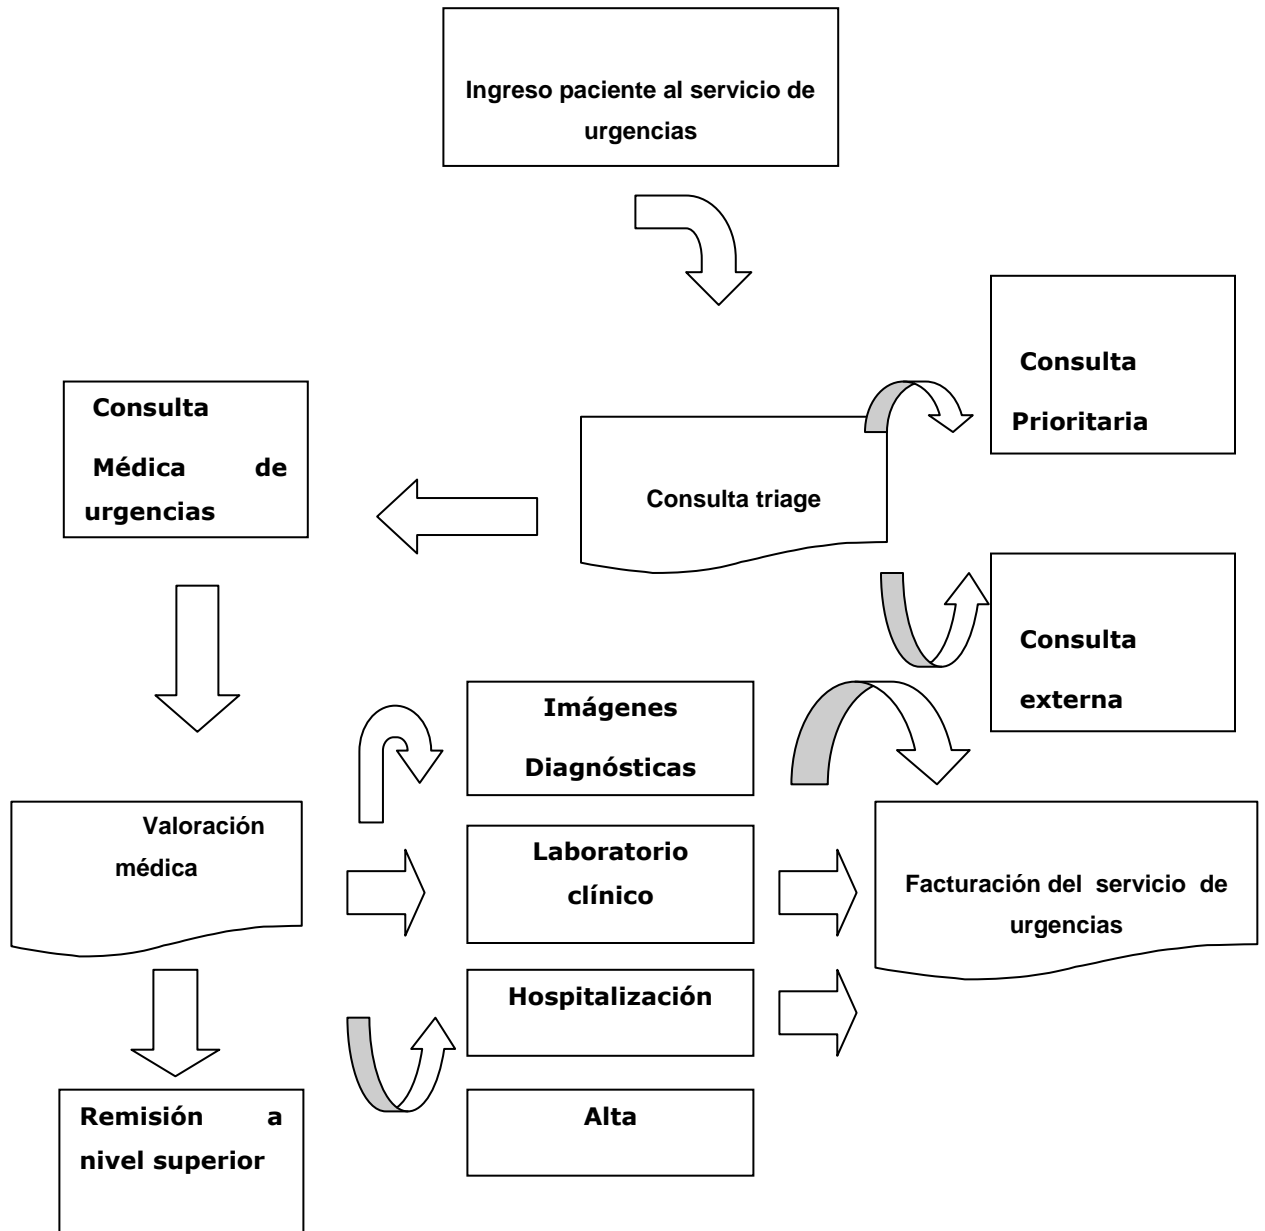 Ingreso paciente al servicio de
urgencias
Consulta
Prioritaria
Consulta
Médica de
urgencias
Consulta triage
Consulta
externa
Imágenes
Diagnósticas
Valoración
médica
Laboratorio
clínico
Facturación del servicio de
urgencias
Hospitalización
Remisión a
nivel superior
Alta